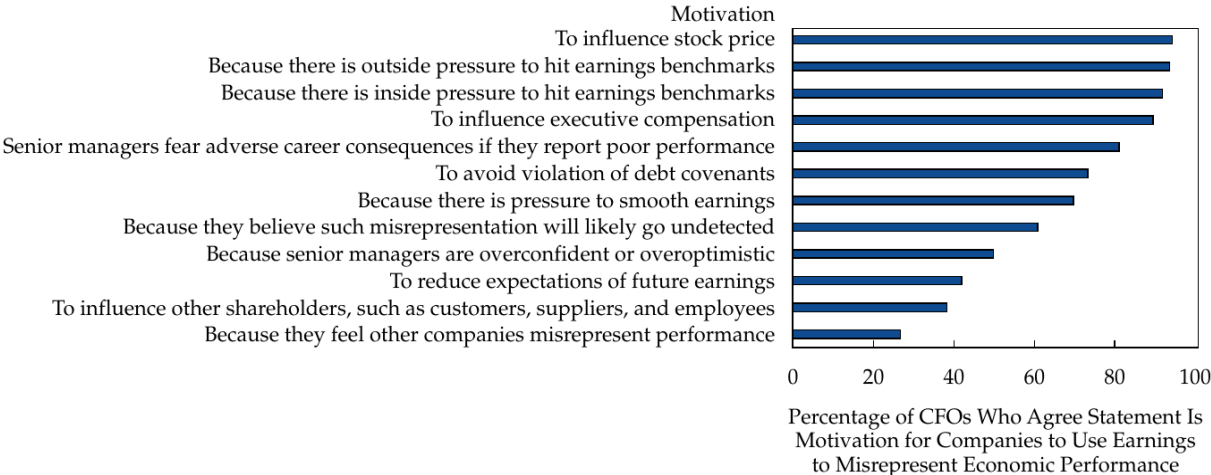 Motivation
To influence stock price
Because there is outside pressure to hit earnings benchmarks
Because there is inside pressure to hit earnings benchmarks
To influence executive compensation
Senior managers fear adverse career consequences if they report poor performance
To avoid violation of debt covenants
Because there is pressure to smooth earnings
Because they believe such misrepresentation will likely go undetected
Because senior managers are overconfident or overoptimistic
To reduce expectations of future earnings
To influence other shareholders, such as customers, suppliers, and employees
Because they feel other companies misrepresent performance
0 20 40 60 80 100
Percentage of CFOs Who Agree Statement Is
Motivation for Companies to Use Earnings
to Misrepresent Economic Performance